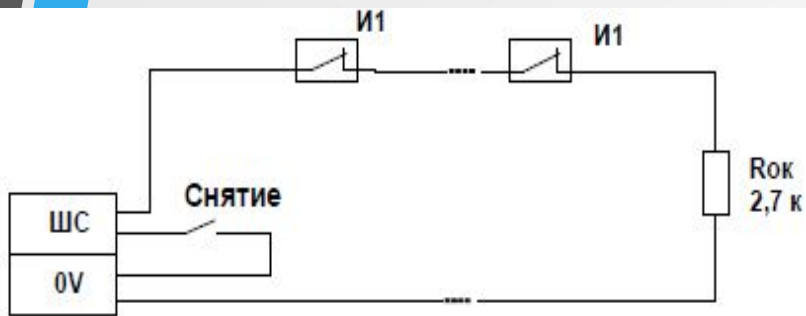 И1
И1
Rок
2,7 к
Снятие
ШС
0V